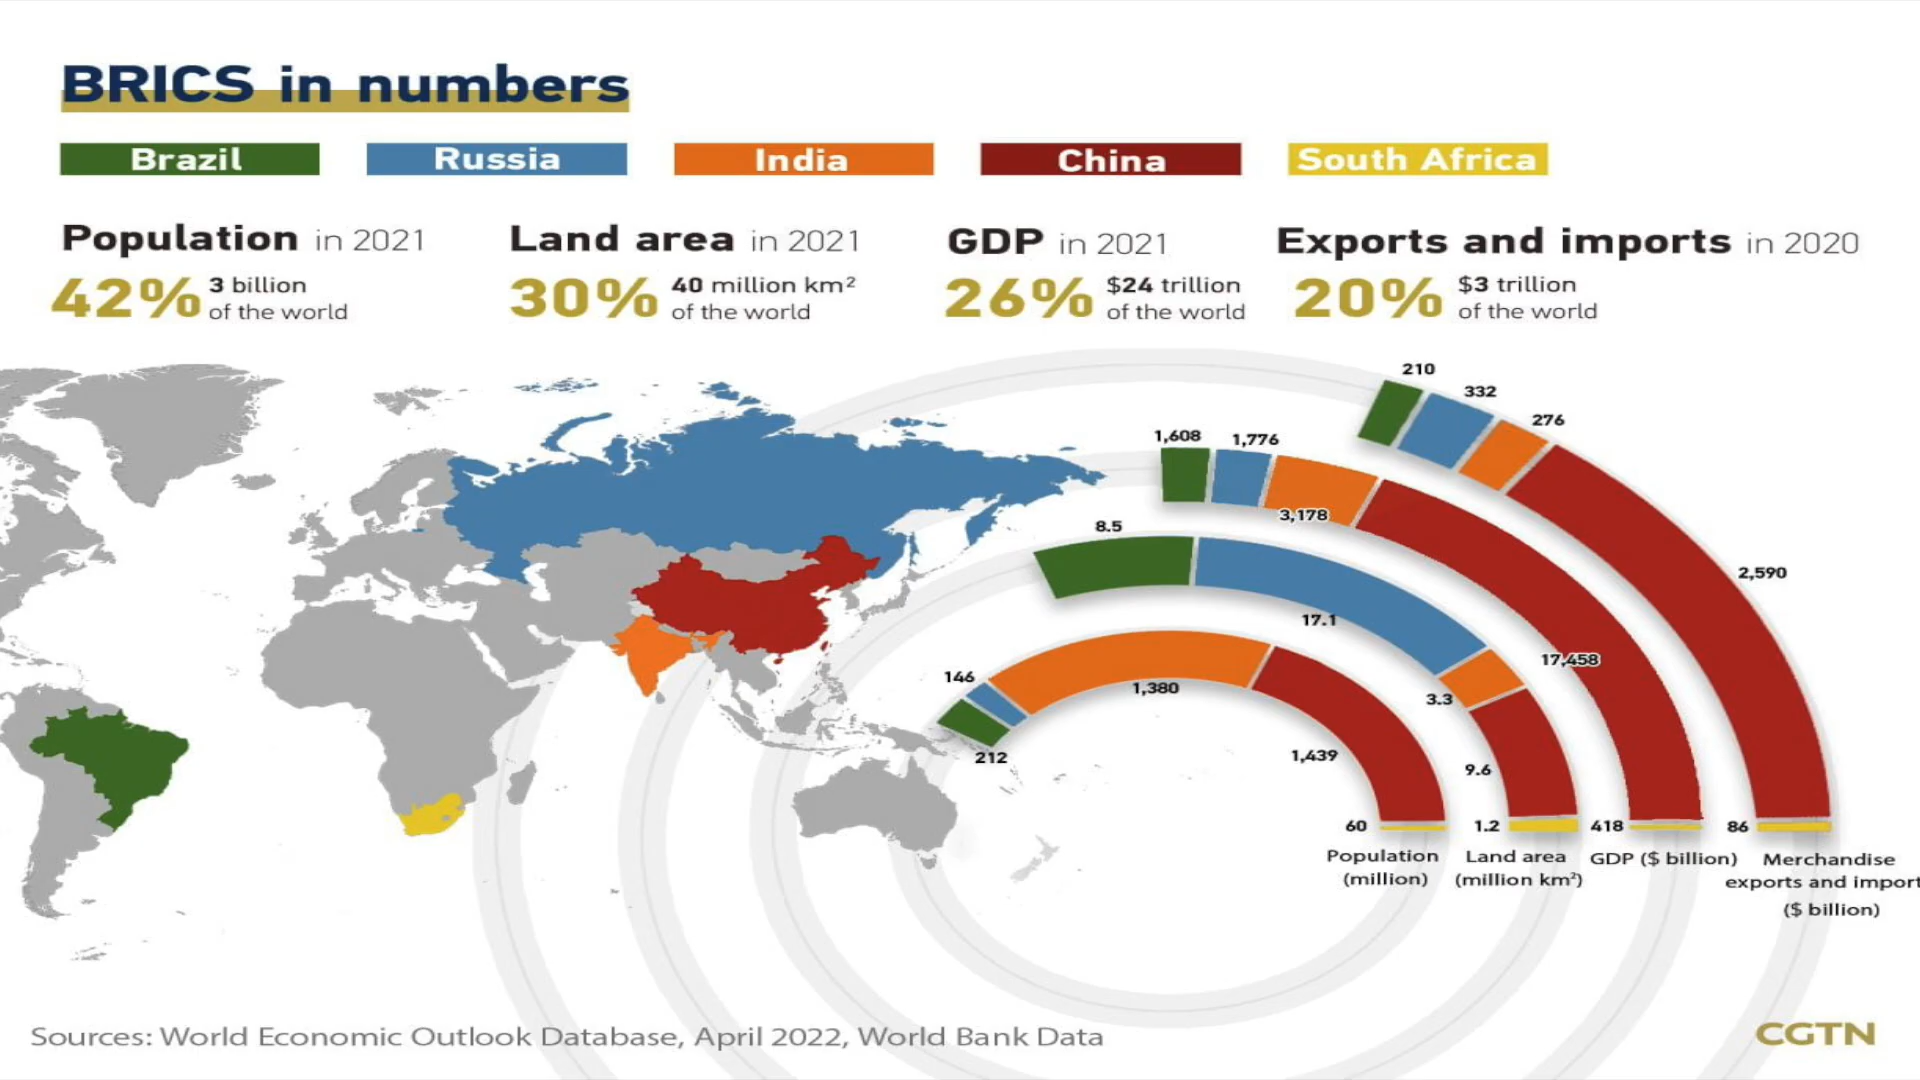 BRICS in numbers
Brazil
Russia
India
China
South Africa
Population in 2021
42% 3 billion
of the world
Land area in 2021
30% 40 million km²
of the world
GDP in 2021
26% $24 trillion
of the world
Exports and imports in 2020
20% $3 trillion
of the world
210
332
276
2,590
86
1,608
1,776
3,178
17,458
418
8.5
17.1
3.3
9.6
1.2
212
146
1,380
1,439
60
Population
(million)
Land area
(million km²)
GDP ($ billion)
Merchandise
exports and import
($ billion)
Sources: World Economic Outlook Database, April 2022, World Bank Data
CGTN